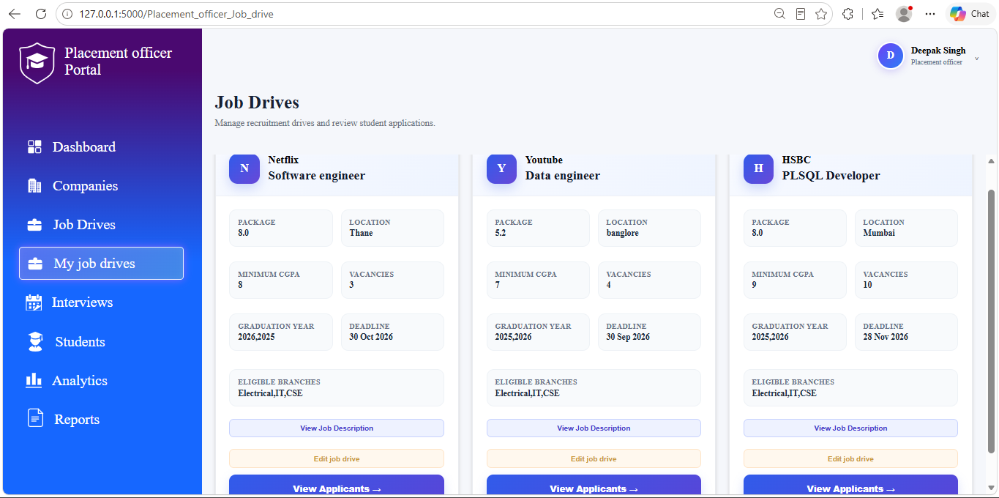 127.0.0.1:5000/Placement_officer_Job_drive
Chat
Placement officer
Portal
Dashboard
Companies
Job Drives
My job drives
Interviews
Students
Analytics
Reports
D
Deepak Singh
Placement officer
Job Drives
Manage recruitment drives and review student applications.
N
Netflix
Software engineer
PACKAGE
8.0
LOCATION
Thane
MINIMUM CGPA
8
VACANCIES
3
GRADUATION YEAR
2026,2025
DEADLINE
30 Oct 2026
ELIGIBLE BRANCHES
Electrical,IT,CSE
View Job Description
Edit job drive
View Applicants →
Y
Youtube
Data engineer
PACKAGE
5.2
LOCATION
banglore
MINIMUM CGPA
7
VACANCIES
4
GRADUATION YEAR
2025,2026
DEADLINE
30 Sep 2026
ELIGIBLE BRANCHES
Electrical,IT,CSE
View Job Description
Edit job drive
View Applicants →
H
HSBC
PLSQL Developer
PACKAGE
8.0
LOCATION
Mumbai
MINIMUM CGPA
9
VACANCIES
10
GRADUATION YEAR
2025,2026
DEADLINE
28 Nov 2026
ELIGIBLE BRANCHES
Electrical,IT,CSE
View Job Description
Edit job drive
View Applicants →